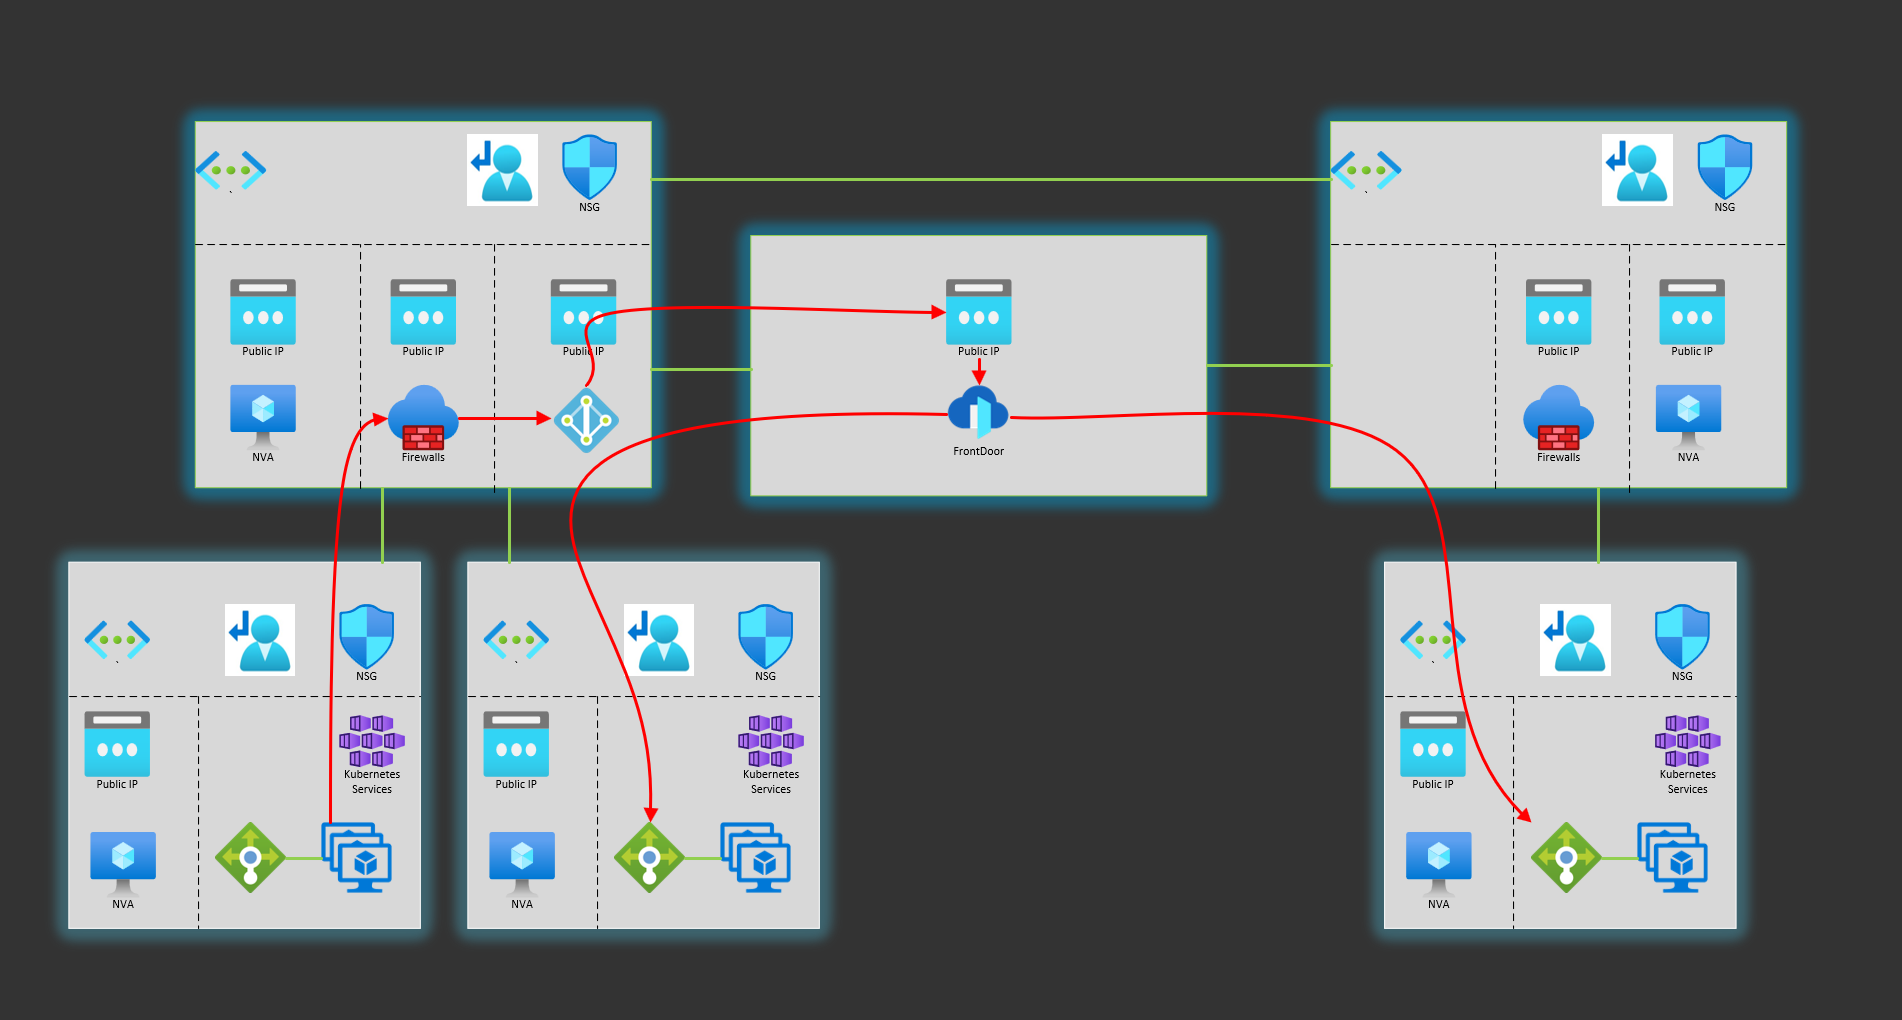 NSG
NSG
Public IP
Public IP
Public IP
Public IP
Public IP
Public IP
NVA
Firewalls
FrontDoor
Firewalls
NVA
NSG
NSG
NSG
Public IP
Kubernetes
Services
Public IP
Kubernetes
Services
Public IP
Kubernetes
Services
NVA
NVA
NVA